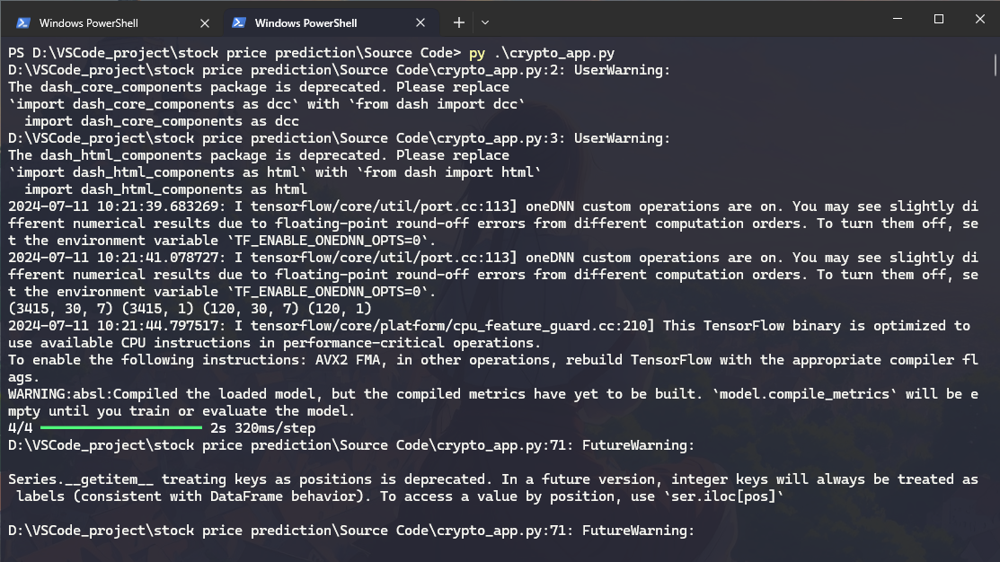 Windows PowerShell
Windows PowerShell
PS D:\VSCode_project\stock price prediction\Source Code> py .\crypto_app.py
D:\VSCode_project\stock price prediction\Source Code\crypto_app.py:2: UserWarning:
The dash_core_components package is deprecated. Please replace
`import dash_core_components as dcc` with `from dash import dcc`
  import dash_core_components as dcc
D:\VSCode_project\stock price prediction\Source Code\crypto_app.py:3: UserWarning:
The dash_html_components package is deprecated. Please replace
`import dash_html_components as html` with `from dash import html`
  import dash_html_components as html
2024-07-11 10:21:39.683269: I tensorflow/core/util/port.cc:113] oneDNN custom operations are on. You may see slightly di
fferent numerical results due to floating-point round-off errors from different computation orders. To turn them off, se
t the environment variable `TF_ENABLE_ONEDNN_OPTS=0`.
2024-07-11 10:21:41.078727: I tensorflow/core/util/port.cc:113] oneDNN custom operations are on. You may see slightly di
fferent numerical results due to floating-point round-off errors from different computation orders. To turn them off, se
t the environment variable `TF_ENABLE_ONEDNN_OPTS=0`.
(3415, 30, 7) (3415, 1) (120, 30, 7) (120, 1)
2024-07-11 10:21:44.797517: I tensorflow/core/platform/cpu_feature_guard.cc:210] This TensorFlow binary is optimized to
use available CPU instructions in performance-critical operations.
To enable the following instructions: AVX2 FMA, in other operations, rebuild TensorFlow with the appropriate compiler fl
ags.
WARNING:absl:Compiled the loaded model, but the compiled metrics have yet to be built. `model.compile_metrics` will be e
mpty until you train or evaluate the model.
4/4 2s 320ms/step
D:\VSCode_project\stock price prediction\Source Code\crypto_app.py:71: FutureWarning:
Series.__getitem__ treating keys as positions is deprecated. In a future version, integer keys will always be treated as
 labels (consistent with DataFrame behavior). To access a value by position, use `ser.iloc[pos]`
D:\VSCode_project\stock price prediction\Source Code\crypto_app.py:71: FutureWarning: